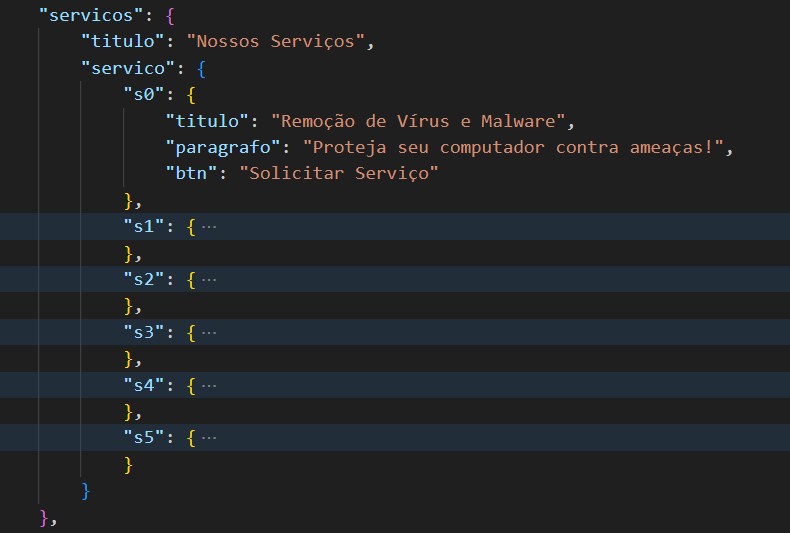 "servicos": {
"titulo": "Nossos Serviços",
"servico": {
"s0": {
"titulo": "Remoção de Vírus e Malware",
"paragrafo": "Proteja seu computador contra ameaças!",
"btn": "Solicitar Serviço"
},
"s1": { ···
},
"s2": { ···
},
"s3": { ···
},
"s4": { ···
},
"s5": { ···
}
}
},